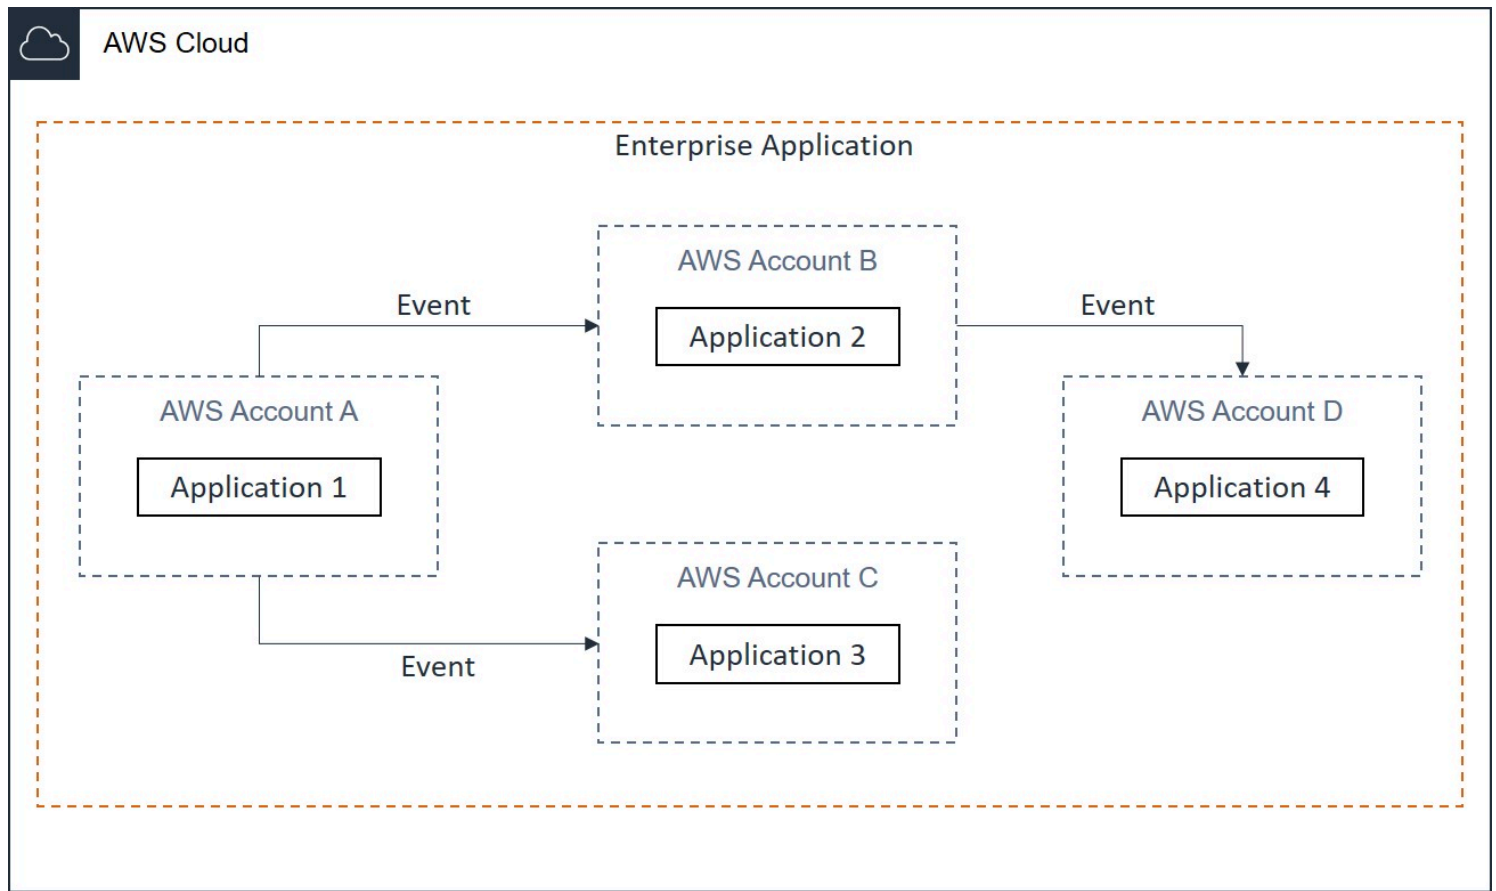 AWS Cloud
Enterprise Application
AWS Account B
Event
Event
Application 2
AWS Account A
AWS Account D
Application 1
Application 4
AWS Account C
Application 3
Event